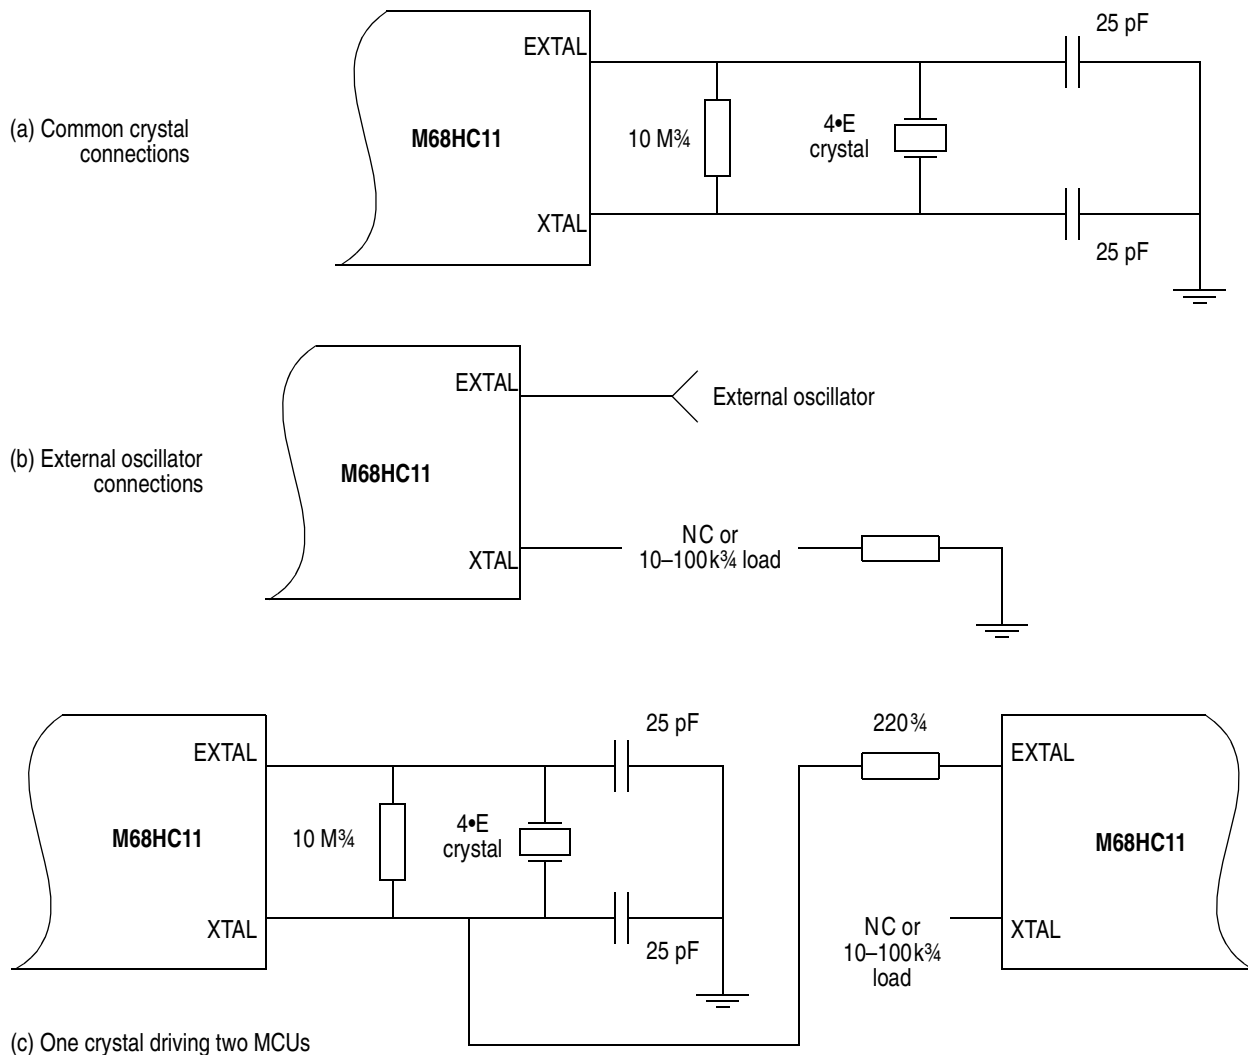 25 pF
EXTAL
(a) Common crystal
connections
M68HC11
10 M¾
4•E
crystal
XTAL
25 pF
EXTAL
External oscillator
(b) External oscillator
connections
M68HC11
NC or
10–100k¾ load
XTAL
25 pF
220¾
EXTAL
EXTAL
M68HC11
10 M¾
4•E
crystal
M68HC11
XTAL
25 pF
NC or
10–100k¾
load
XTAL
(c) One crystal driving two MCUs